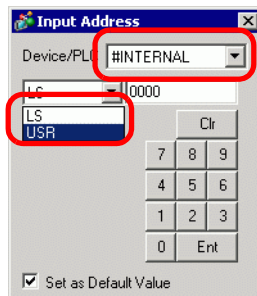 Input Address
Device/PLC #INTERNAL
LS 0000
LS
USR
Clr
7 8 9
4 5 6
1 2 3
0 Ent
Set as Default Value